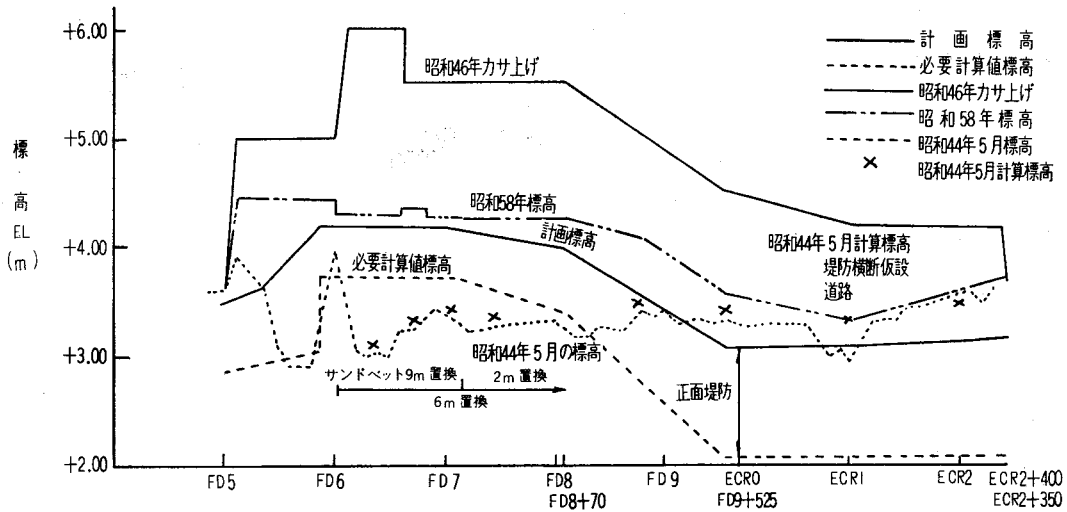 +6.00
+5.00
+4.00
+3.00
+2.00
標高 EL (m)
昭和46年カサ上げ
昭和58年標高
計画標高
必要計算値標高
昭和44年5月の標高
サンドベット9m置換
2m置換
6m置換
正面堤防
昭和44年5月計算標高
堤防横断仮設
道路
計画標高
必要計算値標高
昭和46年カサ上げ
昭和58年標高
昭和44年5月標高
× 昭和44年5月計算標高
FD5
FD6
FD7
FD8
FD8+70
FD9
ECR0
FD9+525
ECR1
ECR2
ECR2+400
ECR2+350